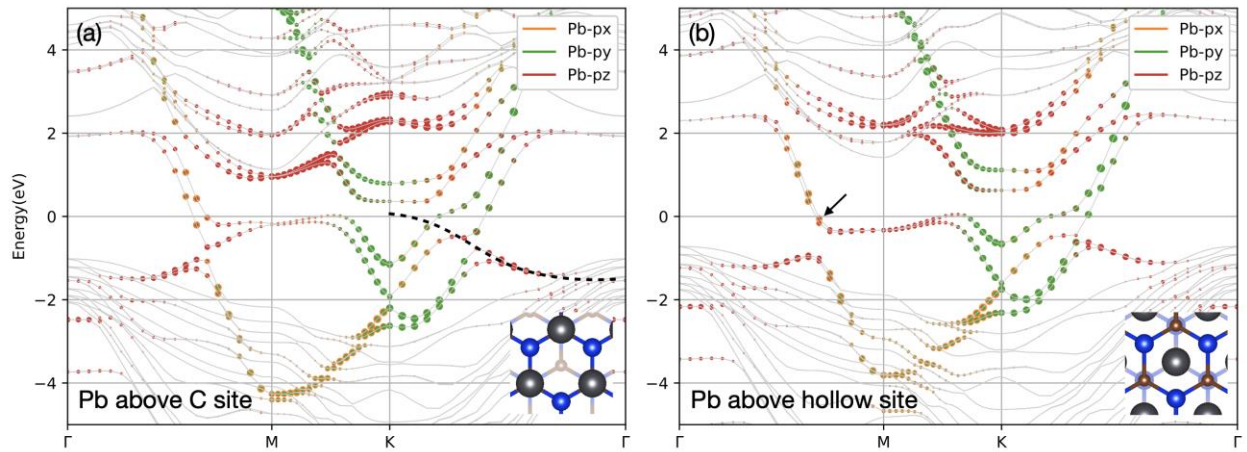 (a)
Pb-px
Pb-py
Pb-pz
4
2
0
−2
−4
Energy(eV)
Pb above C site
Γ
M
K
Γ
(b)
Pb-px
Pb-py
Pb-pz
4
2
0
−2
−4
Pb above hollow site
Γ
M
K
Γ